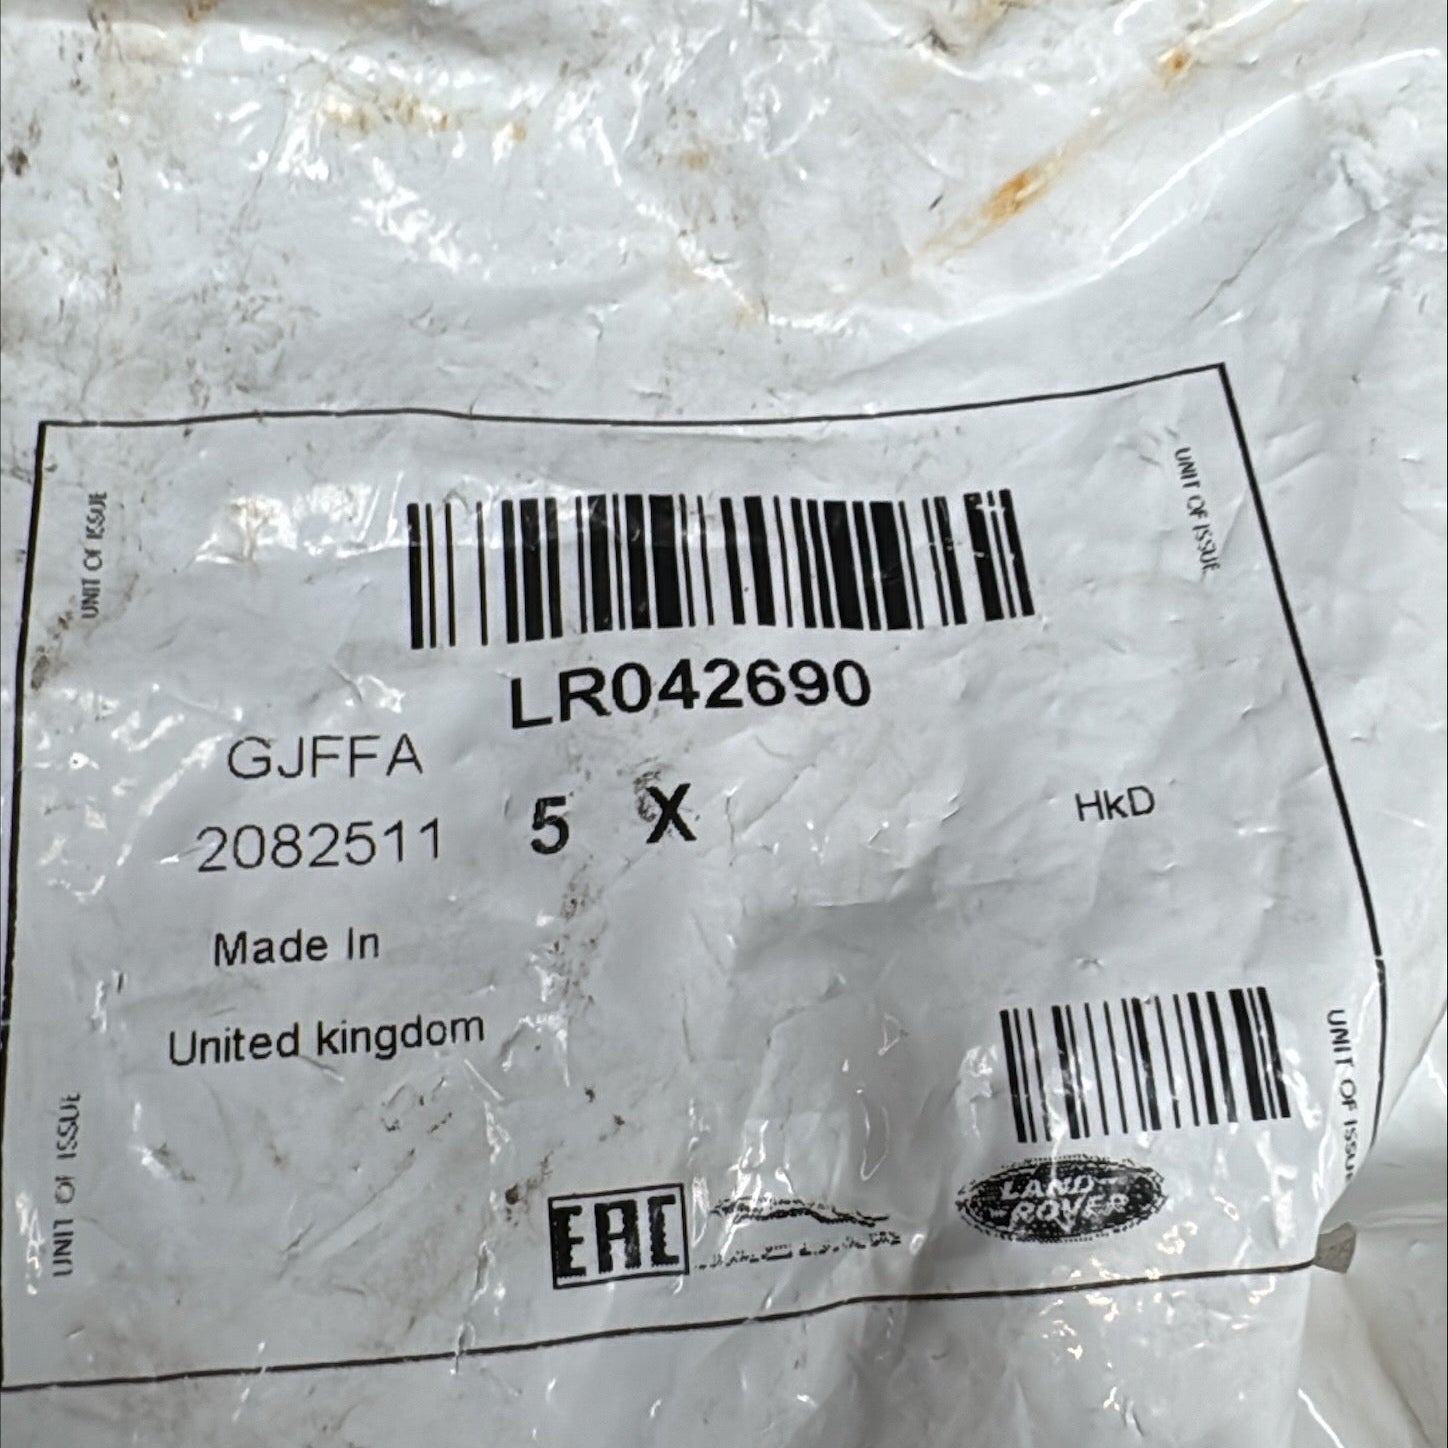 UNIT OF ISSUE
UNIT OF ISSUE
LR042690
GJFFA
2082511 5 X
HkD
Made In
United kingdom
UNIT OF ISSUE
UNIT OF ISSUE
EAC
LAND
ROVER